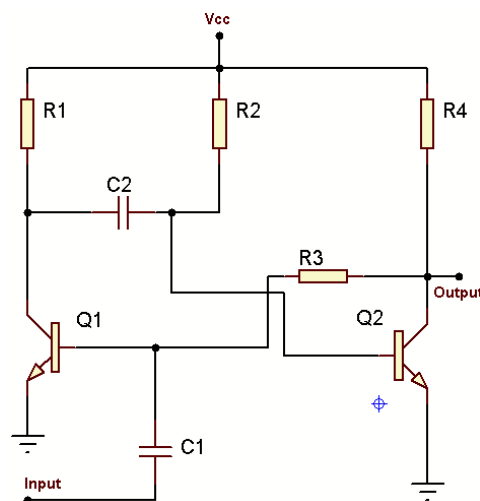 Vcc
R1
R2
R4
C2
R3
Output
Q1
Q2
C1
Input